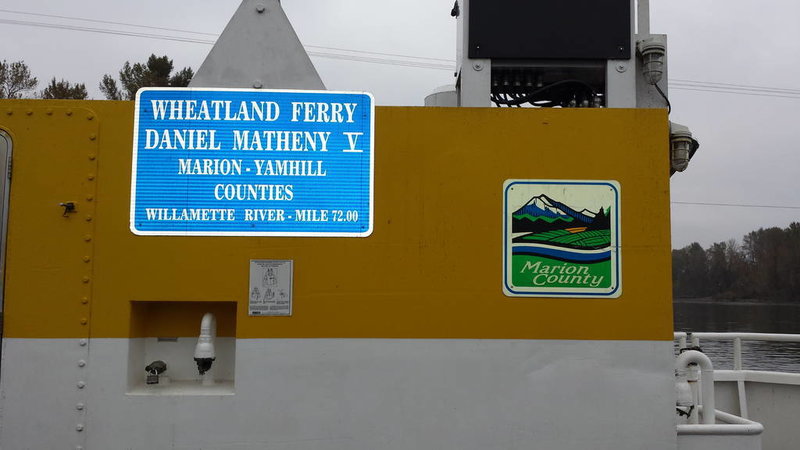 WHEATLAND FERRY
DANIEL MATHENY V
MARION - YAMHILL
COUNTIES
WILLAMETTE RIVER - MILE 72.00
Marion
County